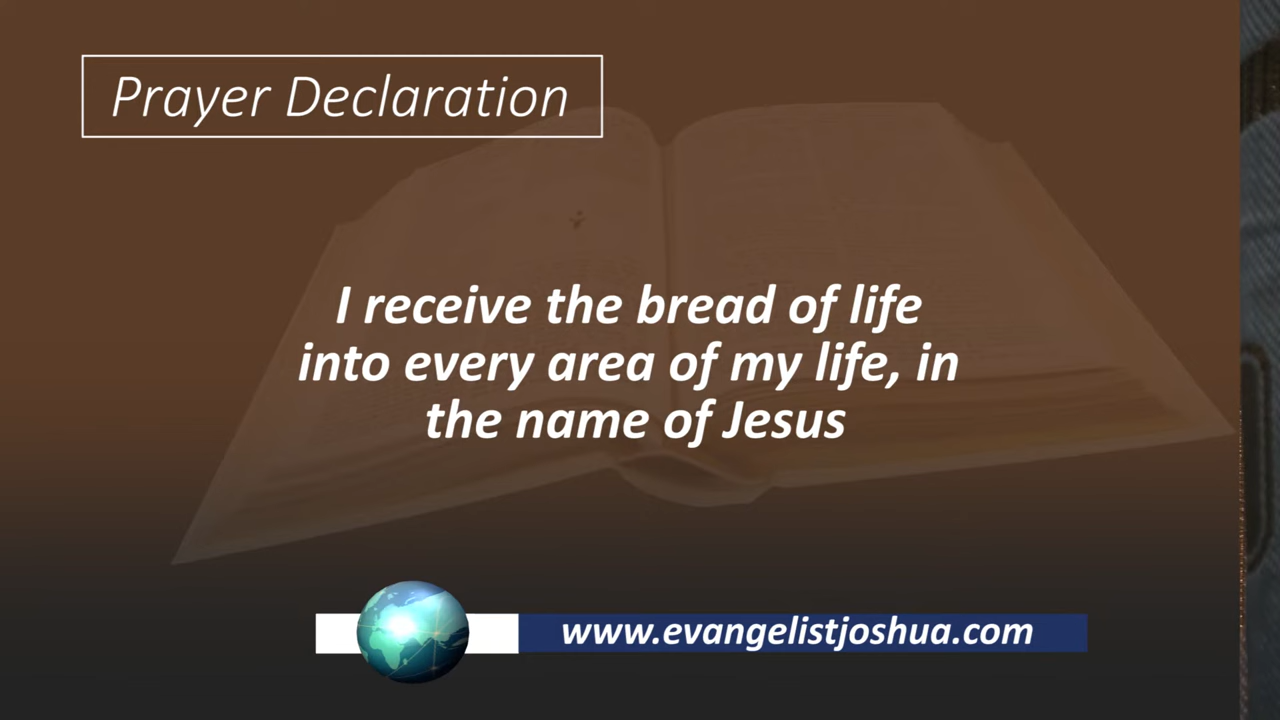 Prayer Declaration
I receive the bread of life
into every area of my life, in
the name of Jesus
www.evangelistjoshua.com